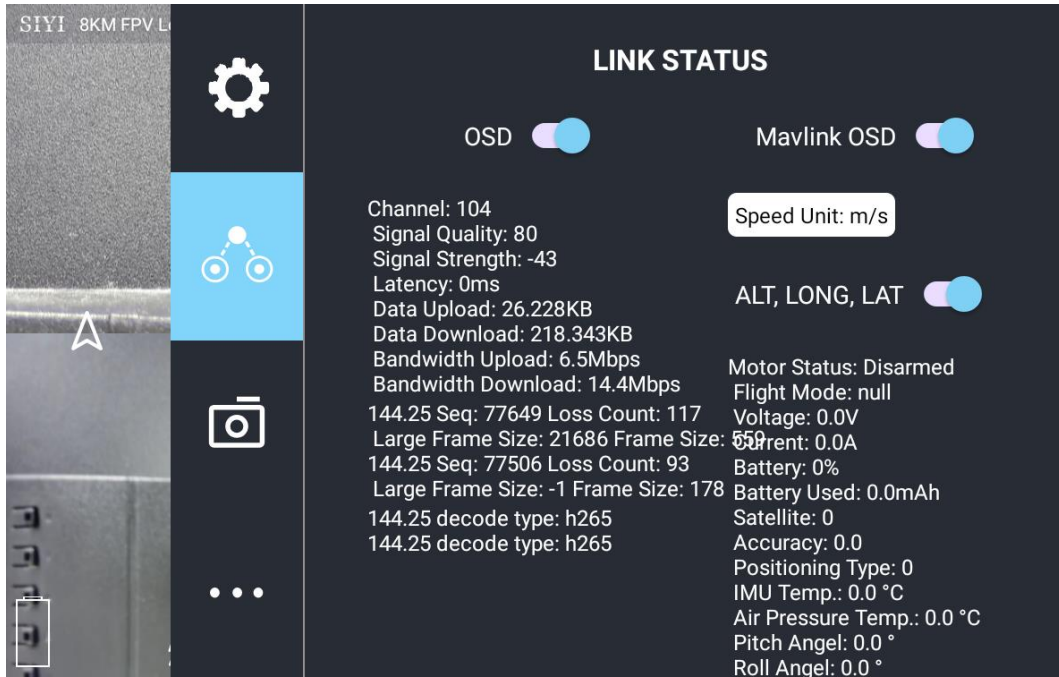 SIYI 8KM FPV L
LINK STATUS
OSD
Mavlink OSD
Channel: 104
Signal Quality: 80
Signal Strength: -43
Latency: 0ms
Data Upload: 26.228KB
Data Download: 218.343KB
Bandwidth Upload: 6.5Mbps
Bandwidth Download: 14.4Mbps
144.25 Seq: 77649 Loss Count: 117
Large Frame Size: 21686 Frame Size: 559
144.25 Seq: 77506 Loss Count: 93
Large Frame Size: -1 Frame Size: 178
144.25 decode type: h265
144.25 decode type: h265
Speed Unit: m/s
ALT, LONG, LAT
Motor Status: Disarmed
Flight Mode: null
Voltage: 0.0V
Current: 0.0A
Battery: 0%
Battery Used: 0.0mAh
Satellite: 0
Accuracy: 0.0
Positioning Type: 0
IMU Temp.: 0.0 °C
Air Pressure Temp.: 0.0 °C
Pitch Angel: 0.0 °
Roll Angel: 0.0 °